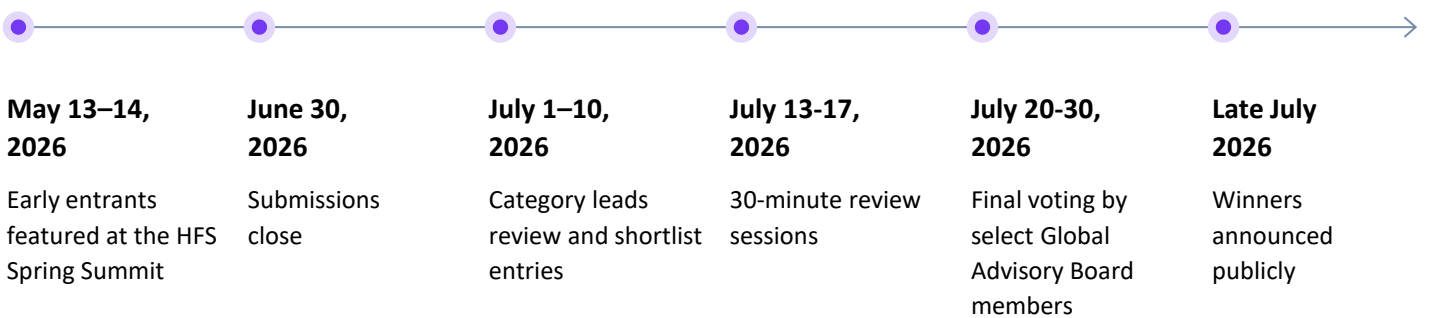 May 13–14,
2026
Early entrants
featured at the HFS
Spring Summit
June 30,
2026
Submissions
close
July 1–10,
2026
Category leads
review and shortlist
entries
July 13-17,
2026
30-minute review
sessions
July 20-30,
2026
Final voting by
select Global
Advisory Board
members
Late July
2026
Winners
announced
publicly